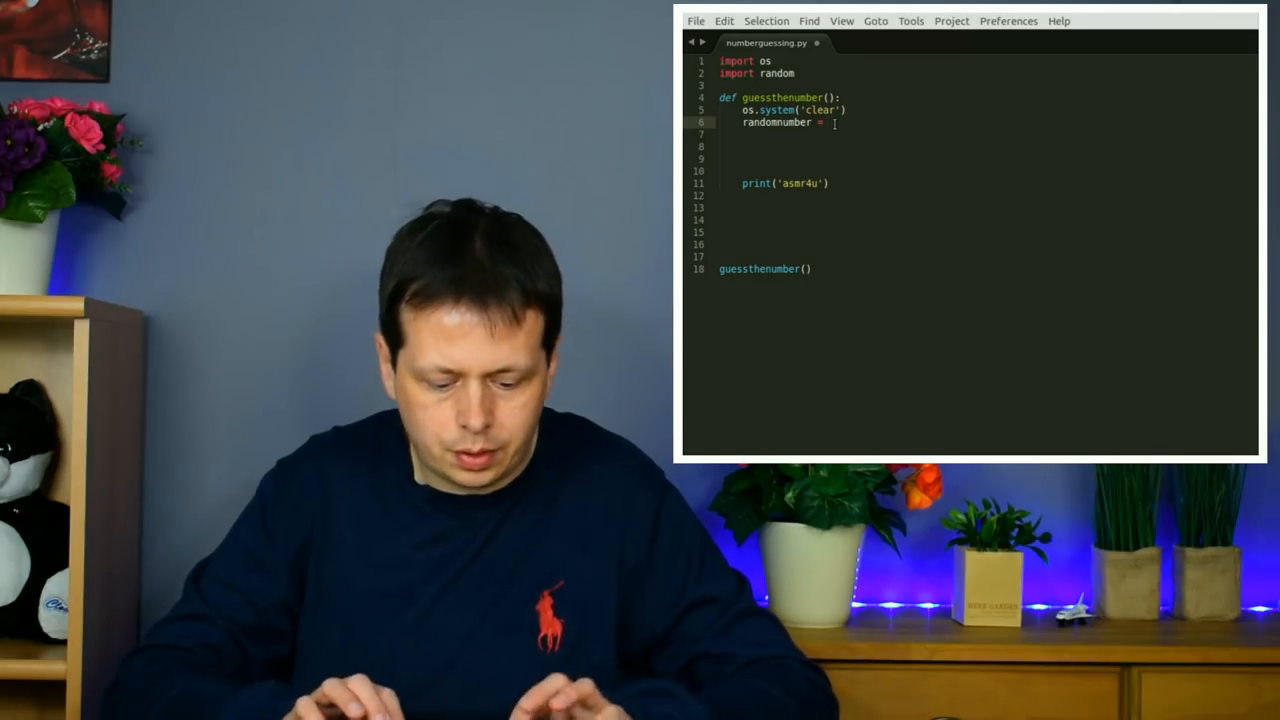 File Edit Selection Find View Goto Tools Project Preferences Help
numberguessing.py
1 import os
2 import random
3
4 def guessthenumber():
5 os.system('clear')
6 randomnumber =
7
8
9
10
11 print('asmr4u')
12
13
14
15
16
17
18 guessthenumber()
HERB GARDEN